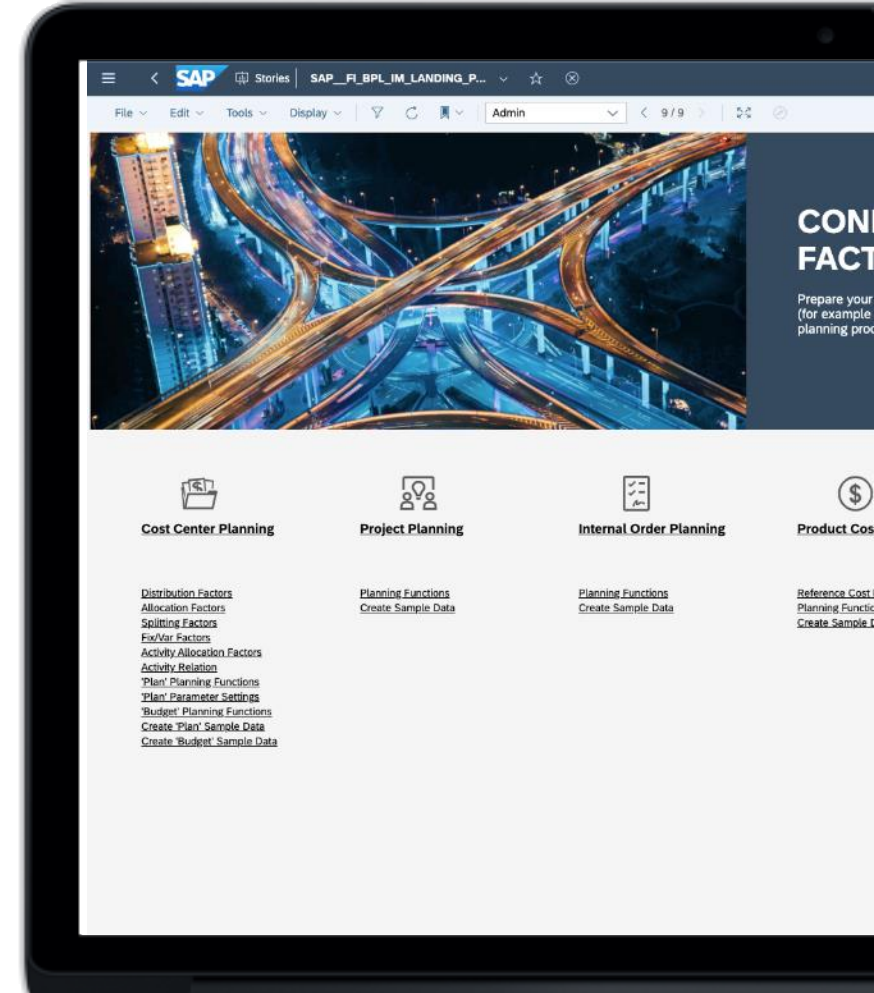 SAP Stories SAP__FI_BPL_IM_LANDING_P...
File Edit Tools Display Admin 9/9
CON
FACT
Prepare your
(for example
planning proc
Cost Center Planning
Project Planning
Internal Order Planning
Product Cos
Distribution Factors
Allocation Factors
Splitting Factors
Fix/Var Factors
Activity Allocation Factors
Activity Relation
'Plan' Planning Functions
'Plan' Parameter Settings
'Budget' Planning Functions
Create 'Plan' Sample Data
Create 'Budget' Sample Data
Planning Functions
Create Sample Data
Planning Functions
Create Sample Data
Reference Cost
Planning Functio
Create Sample